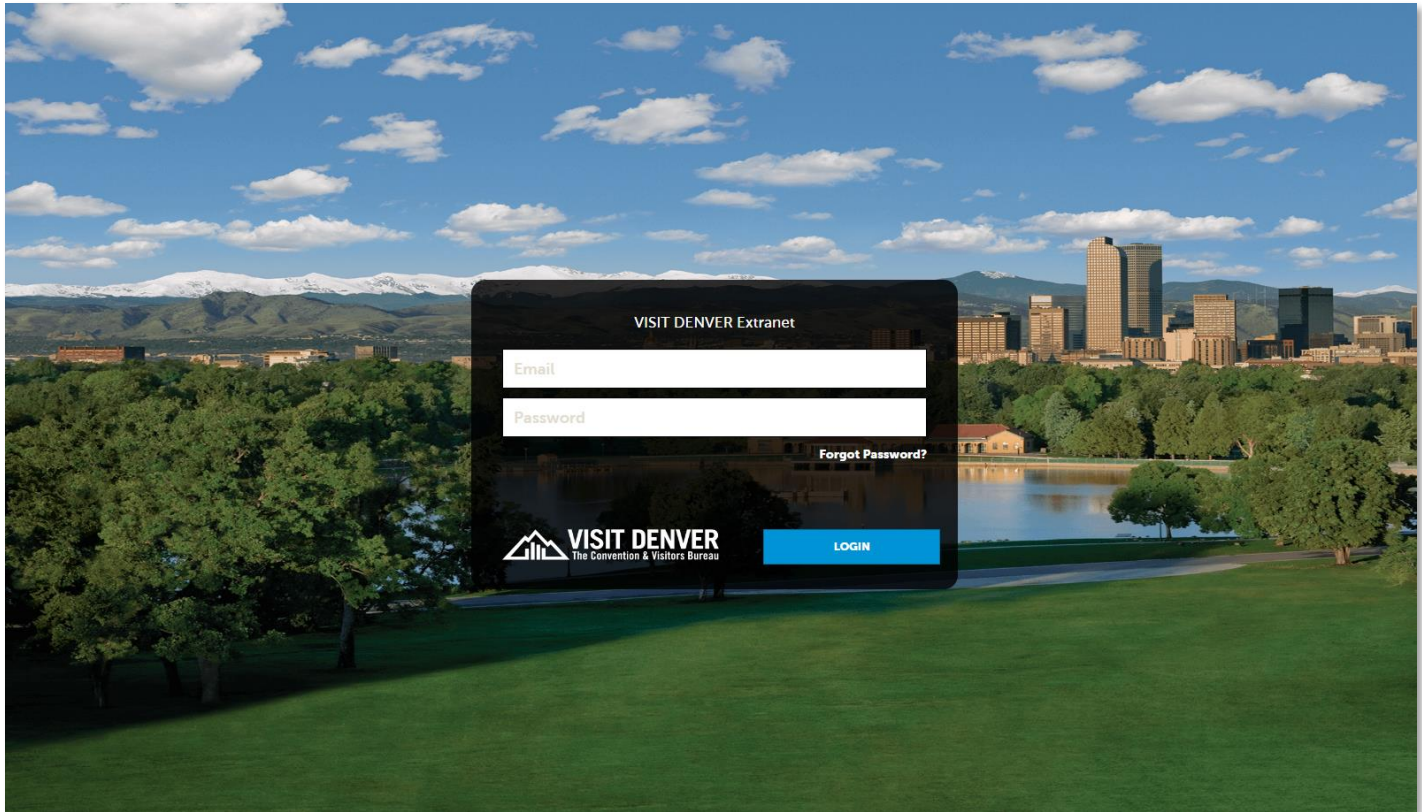 VISIT DENVER Extranet
Email
Password
Forgot Password?
VISIT DENVER
The Convention & Visitors Bureau
LOGIN